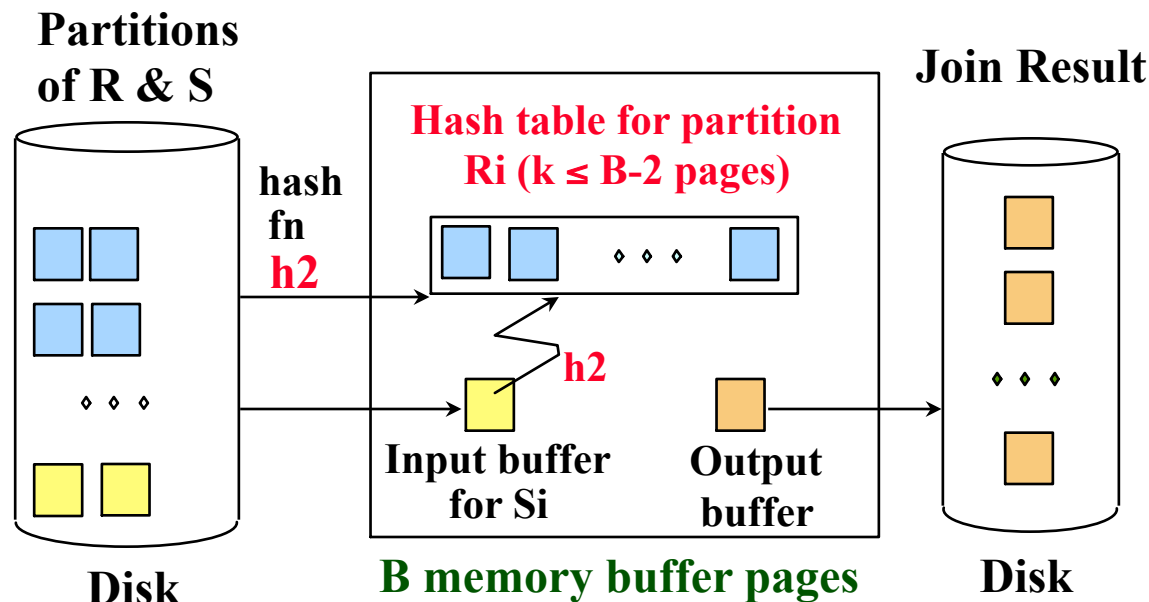 Partitions
of R & S
Join Result
Hash table for partition
Ri (k ≤ B-2 pages)
hash
fn
h2
h2
Input buffer
for Si
Output
buffer
Disk
B memory buffer pages
Disk